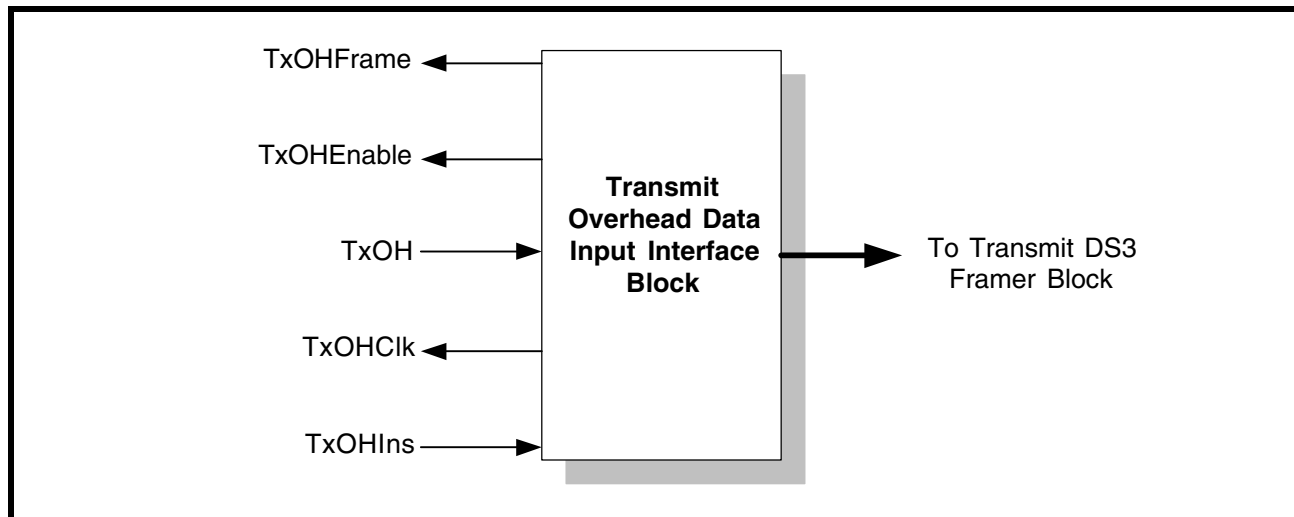 TxOHFrame
TxOHEnable
TxOH
TxOHClk
TxOHIns
Transmit
Overhead Data
Input Interface
Block
To Transmit DS3
Framer Block